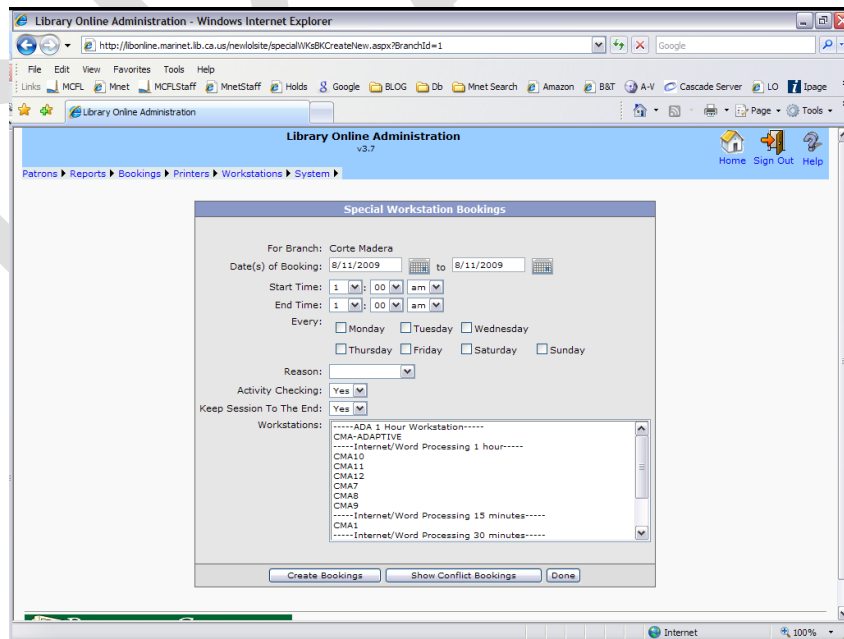 Library Online Administration - Windows Internet Explorer
http://libonline.marinet.lib.ca.us/newlolsite/specialWKsBKCreateNew.aspx?BranchId=1
Google
File Edit View Favorites Tools Help
Links MCFL Mnet MCFLStaff MnetStaff Holds Google BLOG Db Mnet Search Amazon B&T A-V Cascade Server LO Ipage
Library Online Administration
Page Tools
Library Online Administration
v3.7
Home Sign Out Help
Patrons Reports Bookings Printers Workstations System
Special Workstation Bookings
For Branch: Corte Madera
Date(s) of Booking: 8/11/2009 to 8/11/2009
Start Time: 1 : 00 am
End Time: 1 : 00 am
Every: Monday Tuesday Wednesday
Thursday Friday Saturday Sunday
Reason:
Activity Checking: Yes
Keep Session To The End: Yes
Workstations: -----ADA 1 Hour Workstation-----
CMA-ADAPTIVE
-----Internet/Word Processing 1 hour-----
CMA10
CMA11
CMA12
CMA7
CMA8
CMA9
-----Internet/Word Processing 15 minutes-----
CMA1
-----Internet/Word Processing 30 minutes-----
Create Bookings Show Conflict Bookings Done
Internet 100%